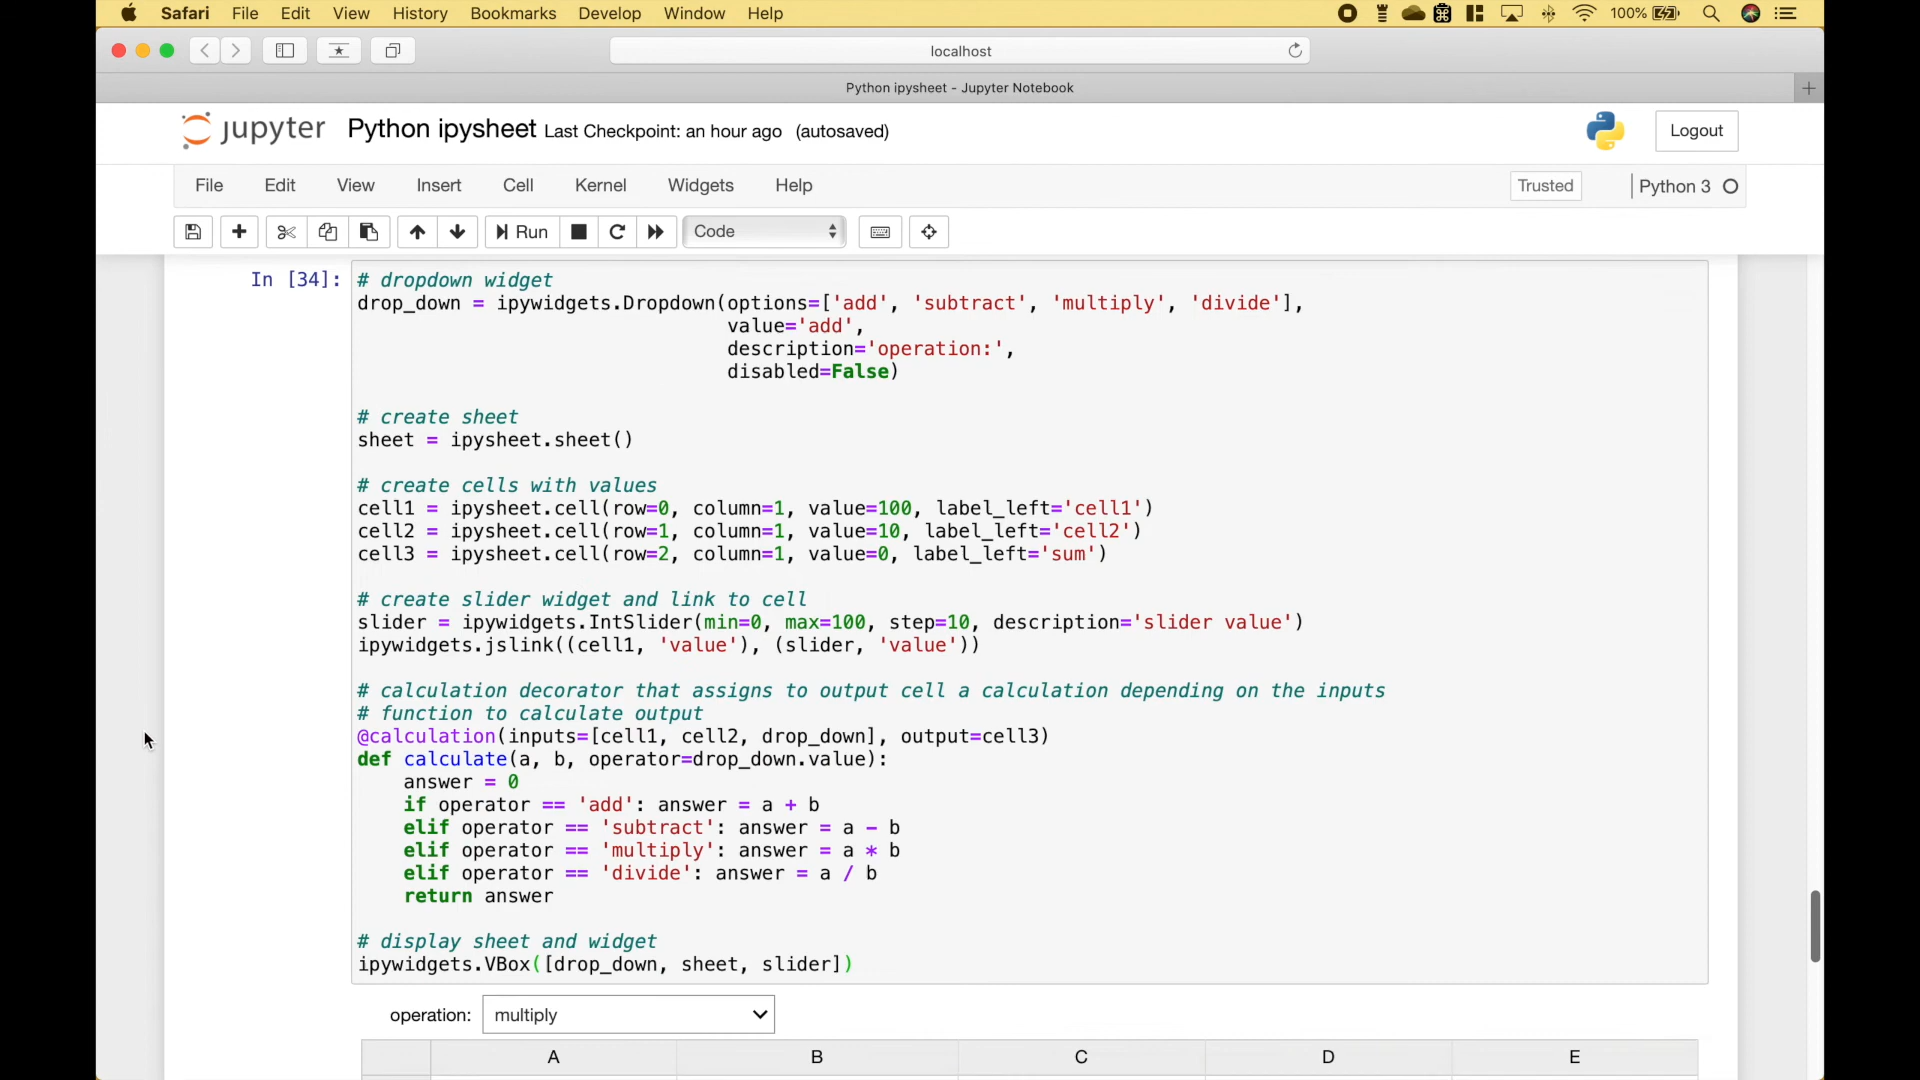 Safari File Edit View History Bookmarks Develop Window Help 100%
localhost
Python ipysheet - Jupyter Notebook
jupyter Python ipysheet Last Checkpoint: an hour ago (autosaved) Logout
File Edit View Insert Cell Kernel Widgets Help Trusted Python 3
Run Code
In [34]: # dropdown widget
drop_down = ipywidgets.Dropdown(options=['add', 'subtract', 'multiply', 'divide'],
value='add',
description='operation:',
disabled=False)
# create sheet
sheet = ipysheet.sheet()
# create cells with values
cell1 = ipysheet.cell(row=0, column=1, value=100, label_left='cell1')
cell2 = ipysheet.cell(row=1, column=1, value=10, label_left='cell2')
cell3 = ipysheet.cell(row=2, column=1, value=0, label_left='sum')
# create slider widget and link to cell
slider = ipywidgets.IntSlider(min=0, max=100, step=10, description='slider value')
ipywidgets.jslink((cell1, 'value'), (slider, 'value'))
# calculation decorator that assigns to output cell a calculation depending on the inputs
# function to calculate output
@calculation(inputs=[cell1, cell2, drop_down], output=cell3)
def calculate(a, b, operator=drop_down.value):
answer = 0
if operator == 'add': answer = a + b
elif operator == 'subtract': answer = a - b
elif operator == 'multiply': answer = a * b
elif operator == 'divide': answer = a / b
return answer
# display sheet and widget
ipywidgets.VBox([drop_down, sheet, slider])
operation: multiply
A B C D E